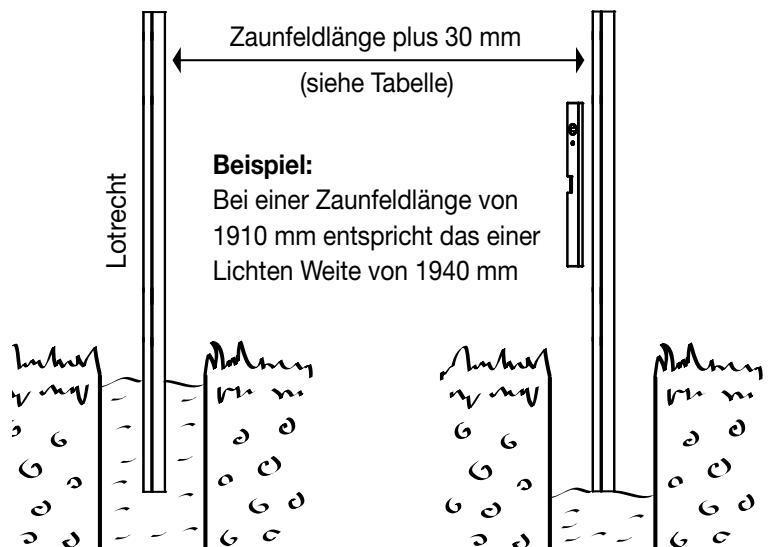 Zaunfeldlänge plus 30 mm
(siehe Tabelle)
Lotrecht
Beispiel:
Bei einer Zaunfeldlänge von
1910 mm entspricht das einer
Lichten Weite von 1940 mm